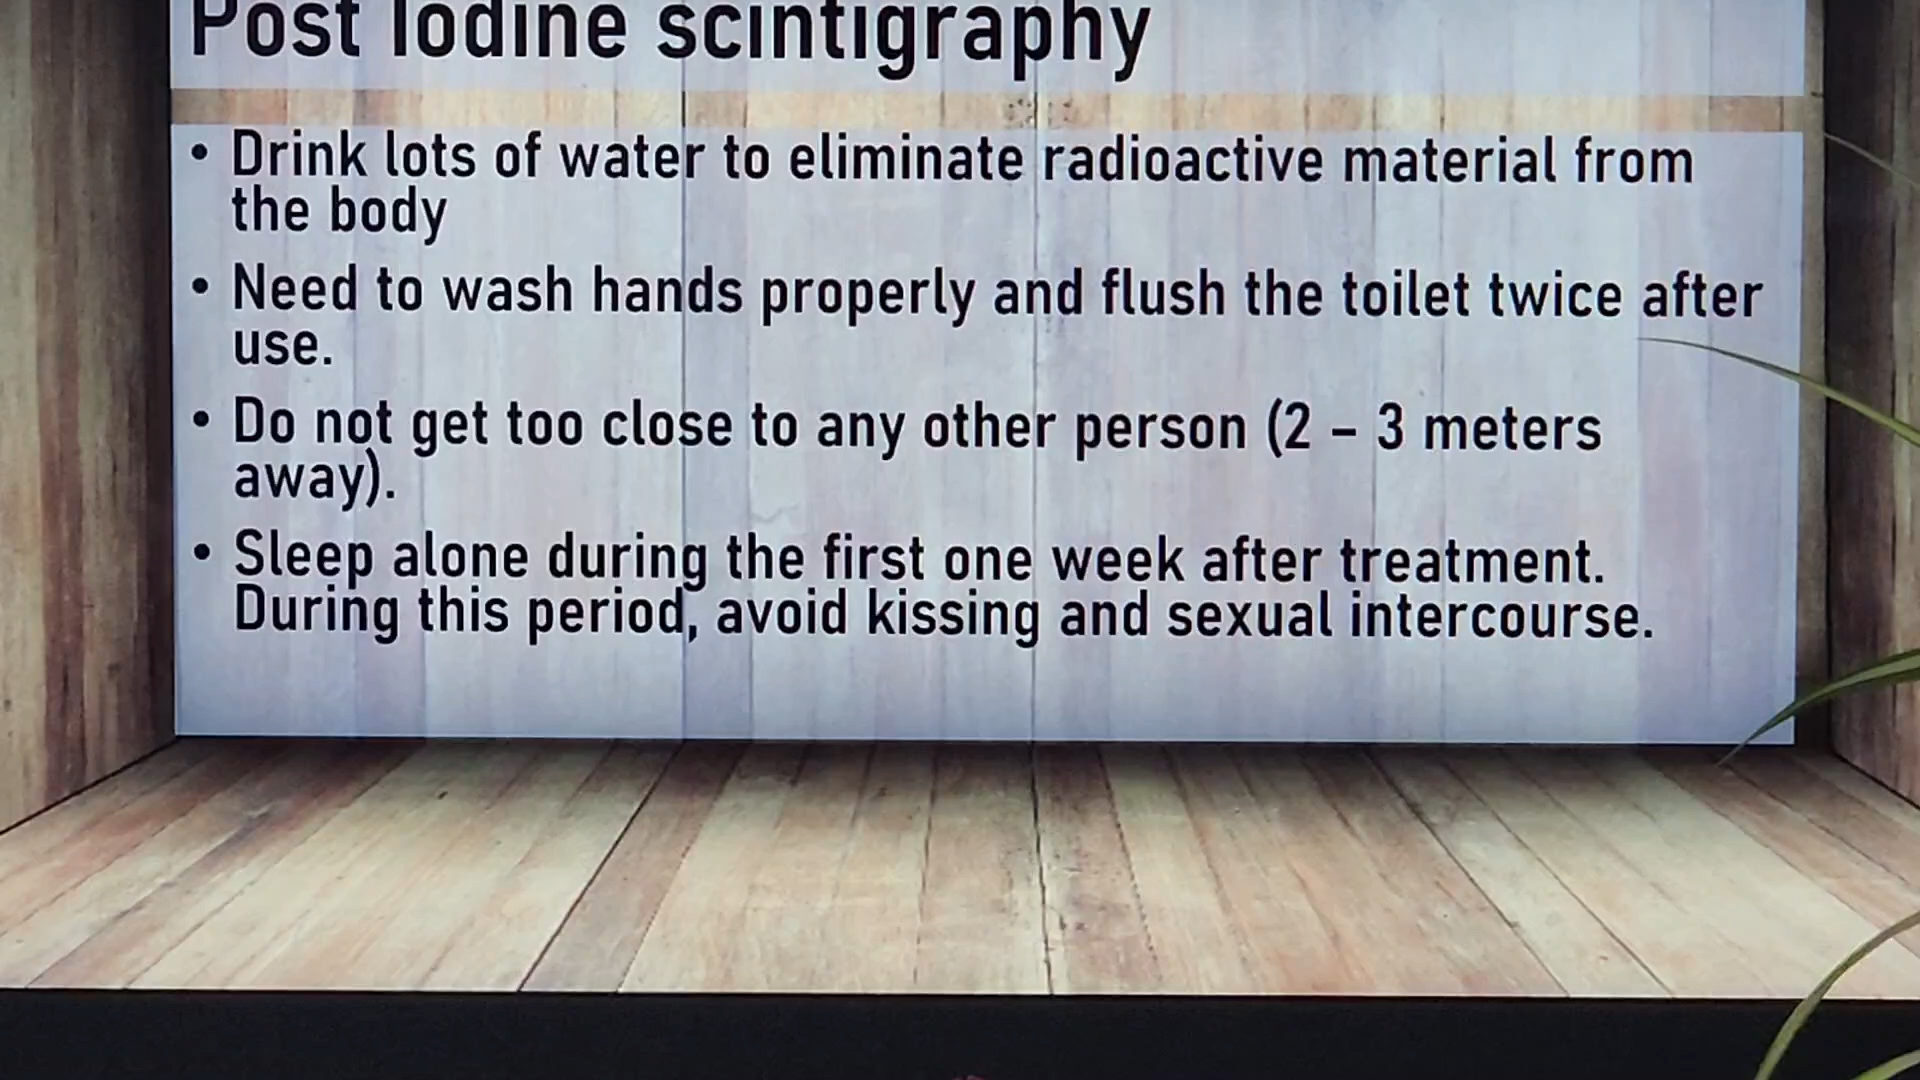 Post Iodine scintigraphy
• Drink lots of water to eliminate radioactive material from
the body
• Need to wash hands properly and flush the toilet twice after
use.
• Do not get too close to any other person (2 – 3 meters
away).
• Sleep alone during the first one week after treatment.
During this period, avoid kissing and sexual intercourse.